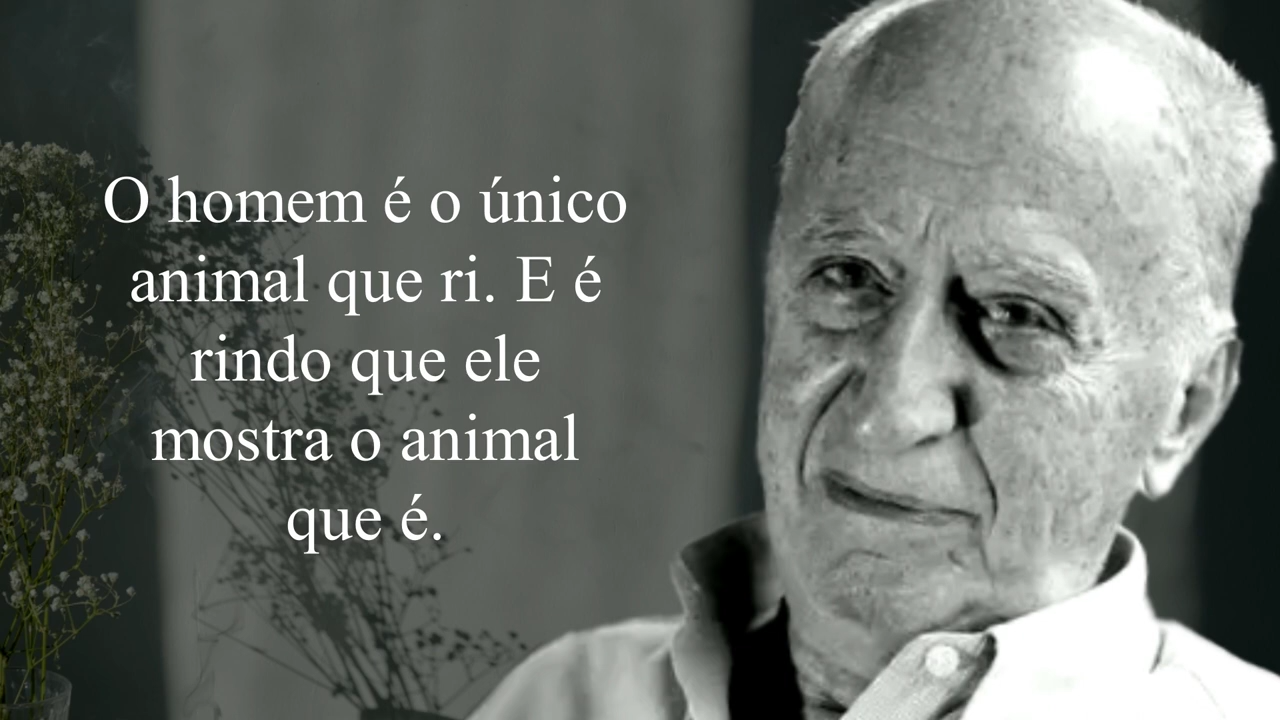 O homem é o único
animal que ri. E é
rindo que ele
mostra o animal
que é.